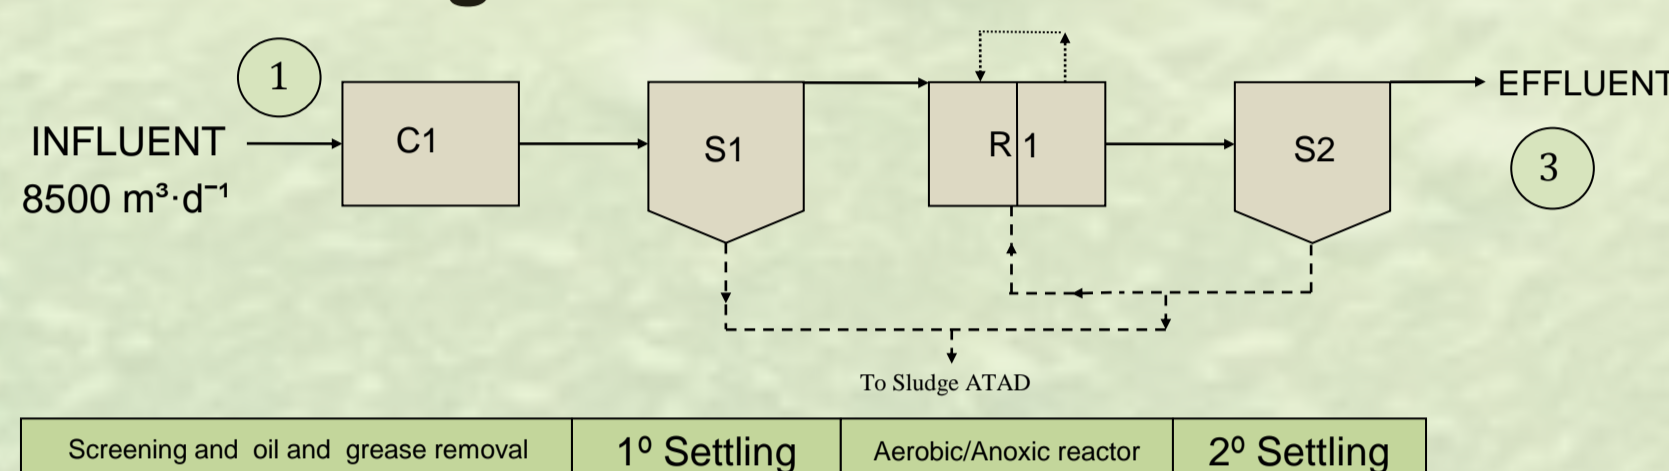 1
INFLUENT
8500 m³·d⁻¹
C1
S1
R 1
S2
EFFLUENT
3
To Sludge ATAD
Screening and oil and grease removal
1º Settling
Aerobic/Anoxic reactor
2º Settling